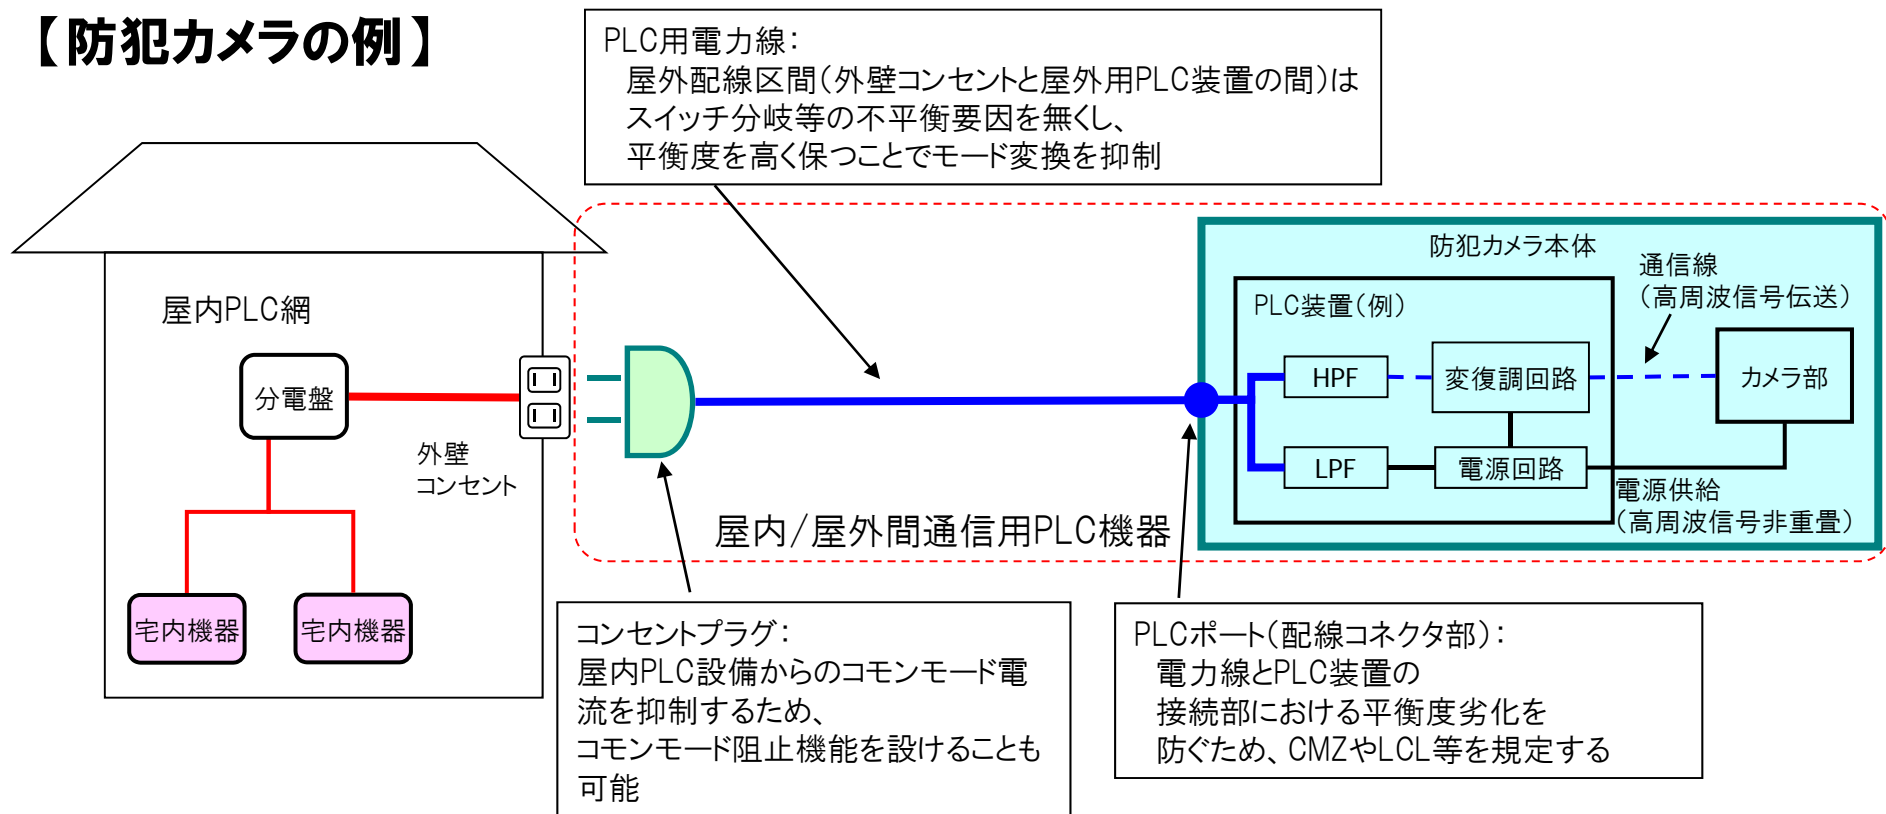 【防犯カメラの例】
PLC用電力線：
屋外配線区間（外壁コンセントと屋外用PLC装置の間）は
スイッチ分岐等の不平衡要因を無くし、
平衡度を高く保つことでモード変換を抑制
屋内PLC網
分電盤
外壁
コンセント
宅内機器
宅内機器
屋内/屋外間通信用PLC機器
防犯カメラ本体
通信線
（高周波信号伝送）
PLC装置（例）
HPF
変復調回路
カメラ部
LPF
電源回路
電源供給
（高周波信号非重畳）
コンセントプラグ：
屋内PLC設備からのコモンモード電
流を抑制するため、
コモンモード阻止機能を設けることも
可能
PLCポート（配線コネクタ部）：
電力線とPLC装置の
接続部における平衡度劣化を
防ぐため、CMZやLCL等を規定する